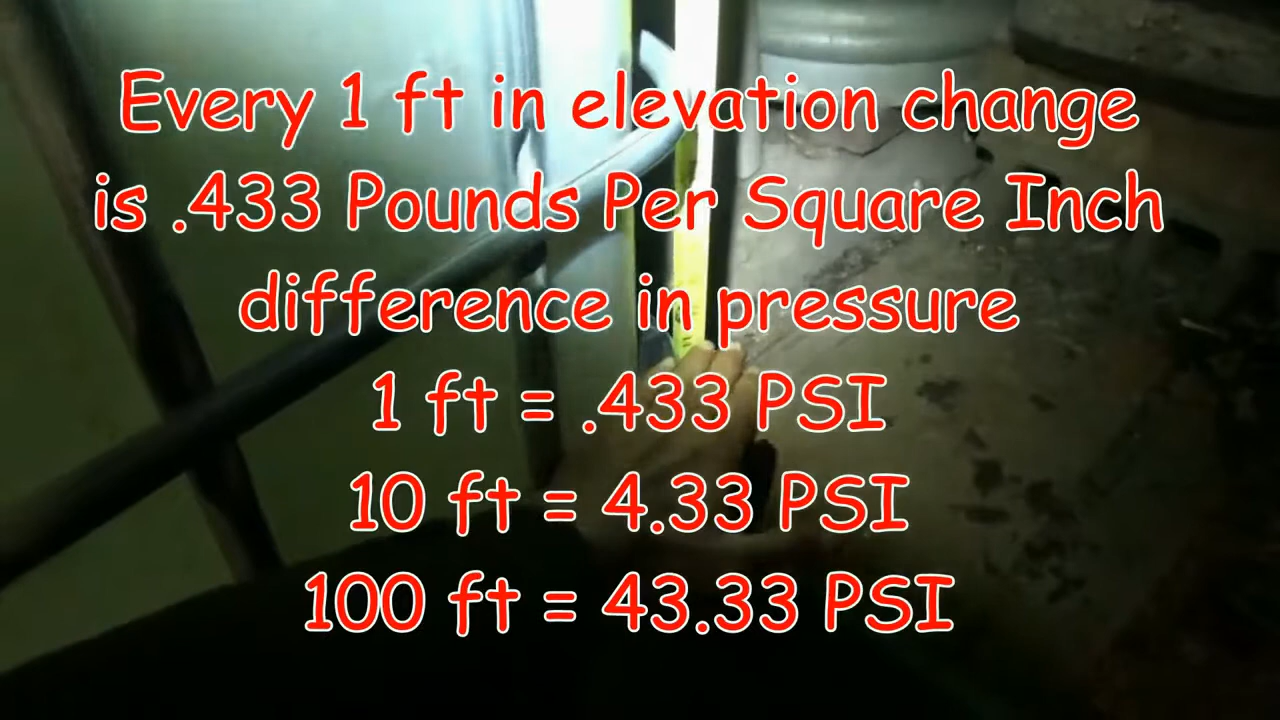 Every 1 ft in elevation change
is .433 Pounds Per Square Inch
difference in pressure
1 ft = .433 PSI
10 ft = 4.33 PSI
100 ft = 43.33 PSI